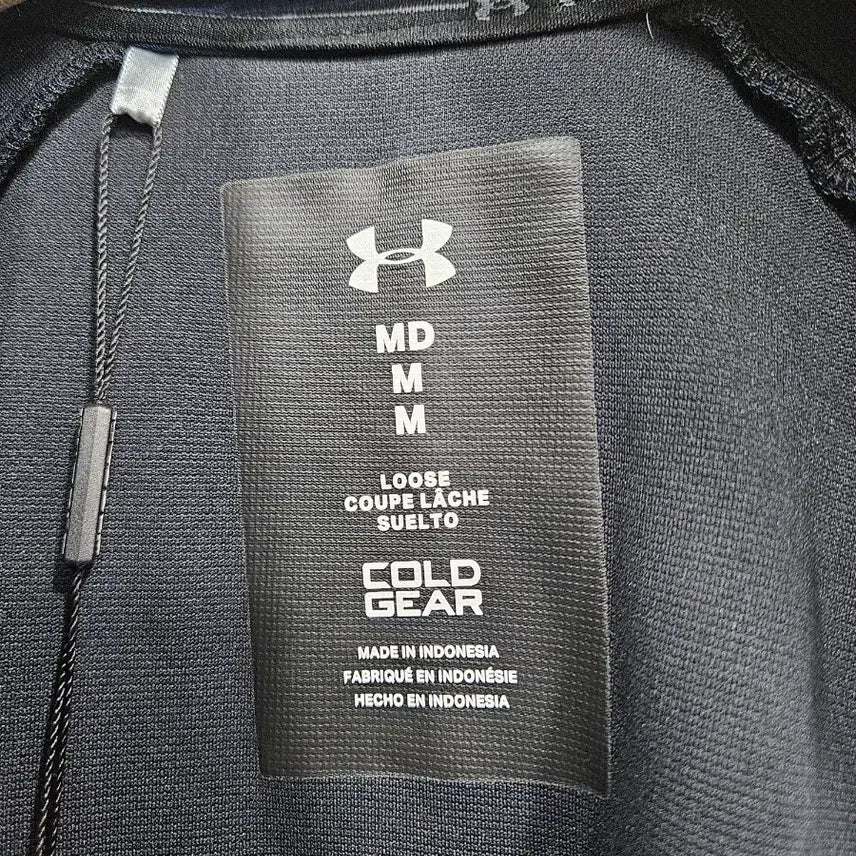 MD
M
M
LOOSE
COUPE LÂCHE
SUELTO
COLD
GEAR
MADE IN INDONESIA
FABRIQUÉ EN INDONÉSIE
HECHO EN INDONESIA